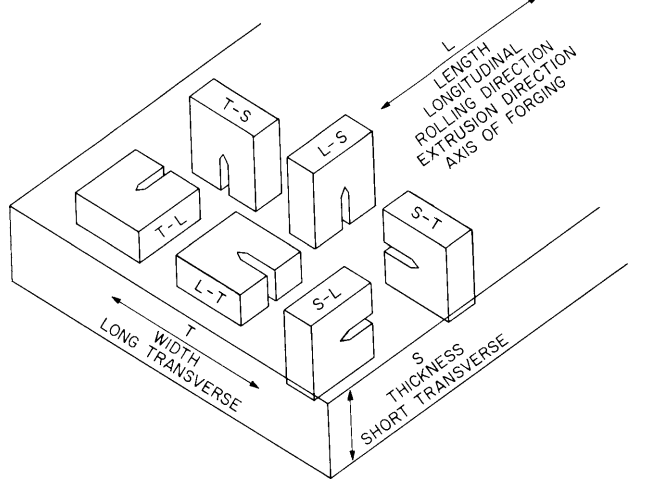 L
LENGTH
LONGITUDINAL
ROLLING DIRECTION
EXTRUSION DIRECTION
AXIS OF FORGING
T-S
L-S
S-T
T-L
L-T
S-L
T
WIDTH
LONG TRANSVERSE
S
THICKNESS
SHORT TRANSVERSE